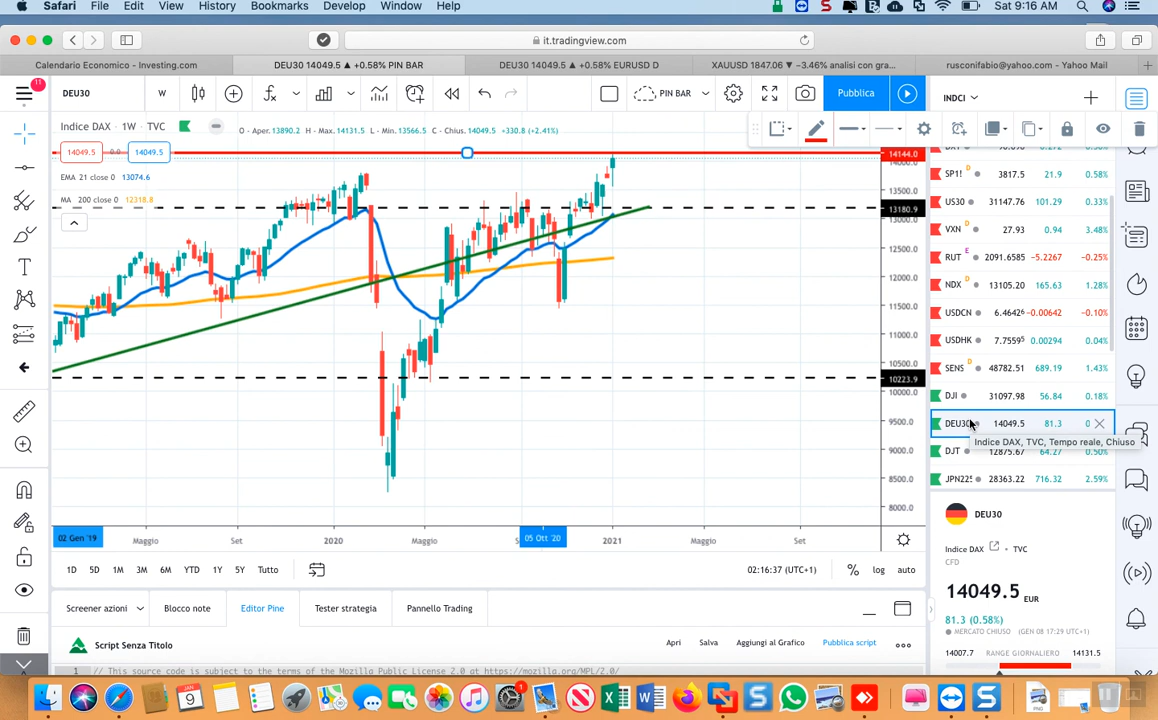 Safari File Edit View History Bookmarks Develop Window Help Sat 9:16 AM
it.tradingview.com
Calendario Economico - Investing.com DEU30 14049.5 ▲ +0.58% PIN BAR DEU30 14049.5 ▲ +0.58% EURUSD D XAUUSD 1847.06 ▼ −3.46% analisi con gra... rusconifabio@yahoo.com - Yahoo Mail
11
DEU30 W PIN BAR Pubblica INDCI
Indice DAX • 1W • TVC O - Aper. 13890.2 H - Max. 14131.5 L - Min. 13566.5 C - Chius. 14049.5 +330.8 (+2.41%)
14049.5 0.0 14049.5
EMA 21 close 0 13074.6
MA 200 close 0 12318.8
14144.0
14000.0
13500.0
13180.9
13000.0
12500.0
12000.0
11500.0
11000.0
10500.0
10223.9
9500.0
9000.0
8500.0
8000.0
02 Gen '19 Maggio Set 2020 Maggio 05 Ott '20 2021 Maggio Set
1D 5D 1M 3M 6M YTD 1Y 5Y Tutto 02:16:37 (UTC+1) % log auto
Screener azioni Blocco note Editor Pine Tester strategia Pannello Trading
Script Senza Titolo Apri Salva Aggiungi al Grafico Pubblica script
1 // This source code is subject to the terms of the Mozilla Public License 2.0 at https://mozilla.org/MPL/2.0/
SP1! D 3817.5 21.9 0.58%
US30 31147.76 101.29 0.33%
VXN D 27.93 0.94 3.48%
RUT E 2091.6585 −5.2267 −0.25%
NDX D 13105.20 165.63 1.28%
USDCN 6.4642⁶ −0.00642 −0.10%
USDHK 7.7559⁵ 0.00294 0.04%
SENS D 48782.51 689.19 1.43%
DJI 31097.98 56.84 0.18%
DEU30 14049.5 81.3 0
Indice DAX, TVC, Tempo reale, Chiuso
DJT 12875.67 64.27 0.50%
JPN225 28363.22 716.32 2.59%
DEU30
Indice DAX • TVC
CFD
14049.5 EUR
81.3 (0.58%)
MERCATO CHIUSO (GEN 08 17:29 UTC+1)
14007.7 RANGE GIORNALIERO 14131.5
JAN
9
1